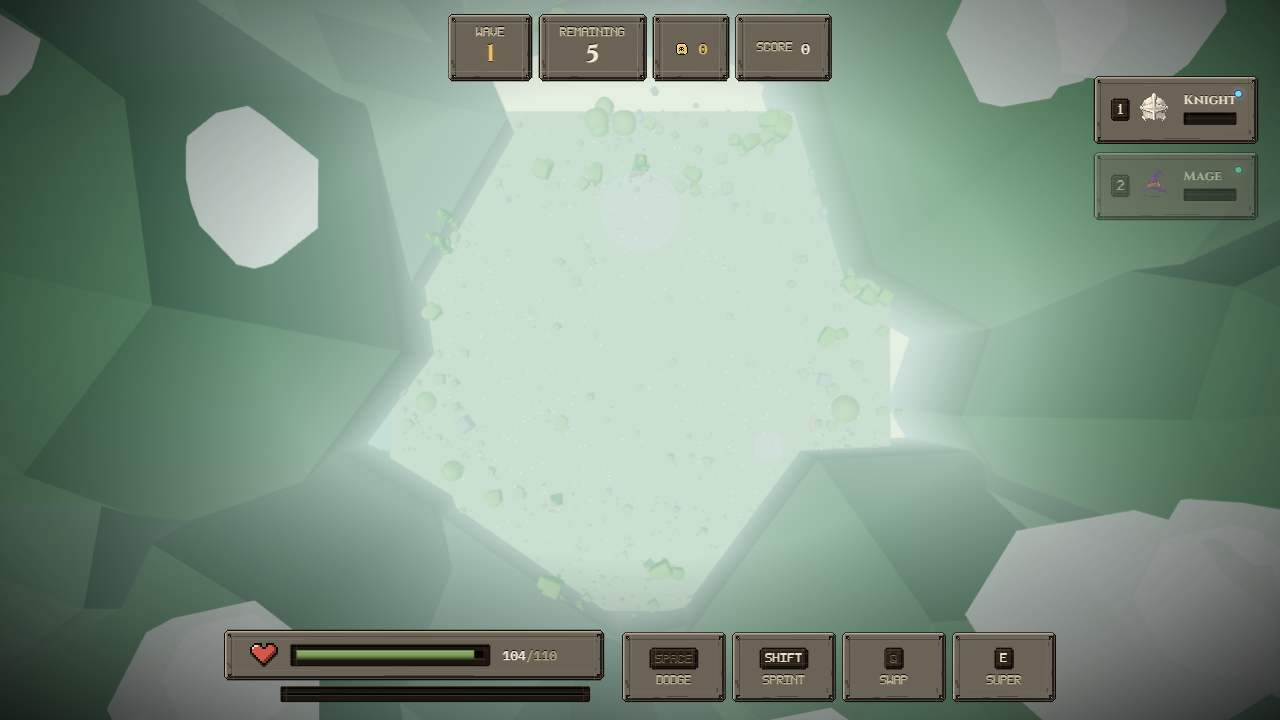 WAVE
1
REMAINING
5
0
SCORE 0
1 KNIGHT
2 MAGE
104/110
SPACE
DODGE
SHIFT
SPRINT
Q
SWAP
E
SUPER